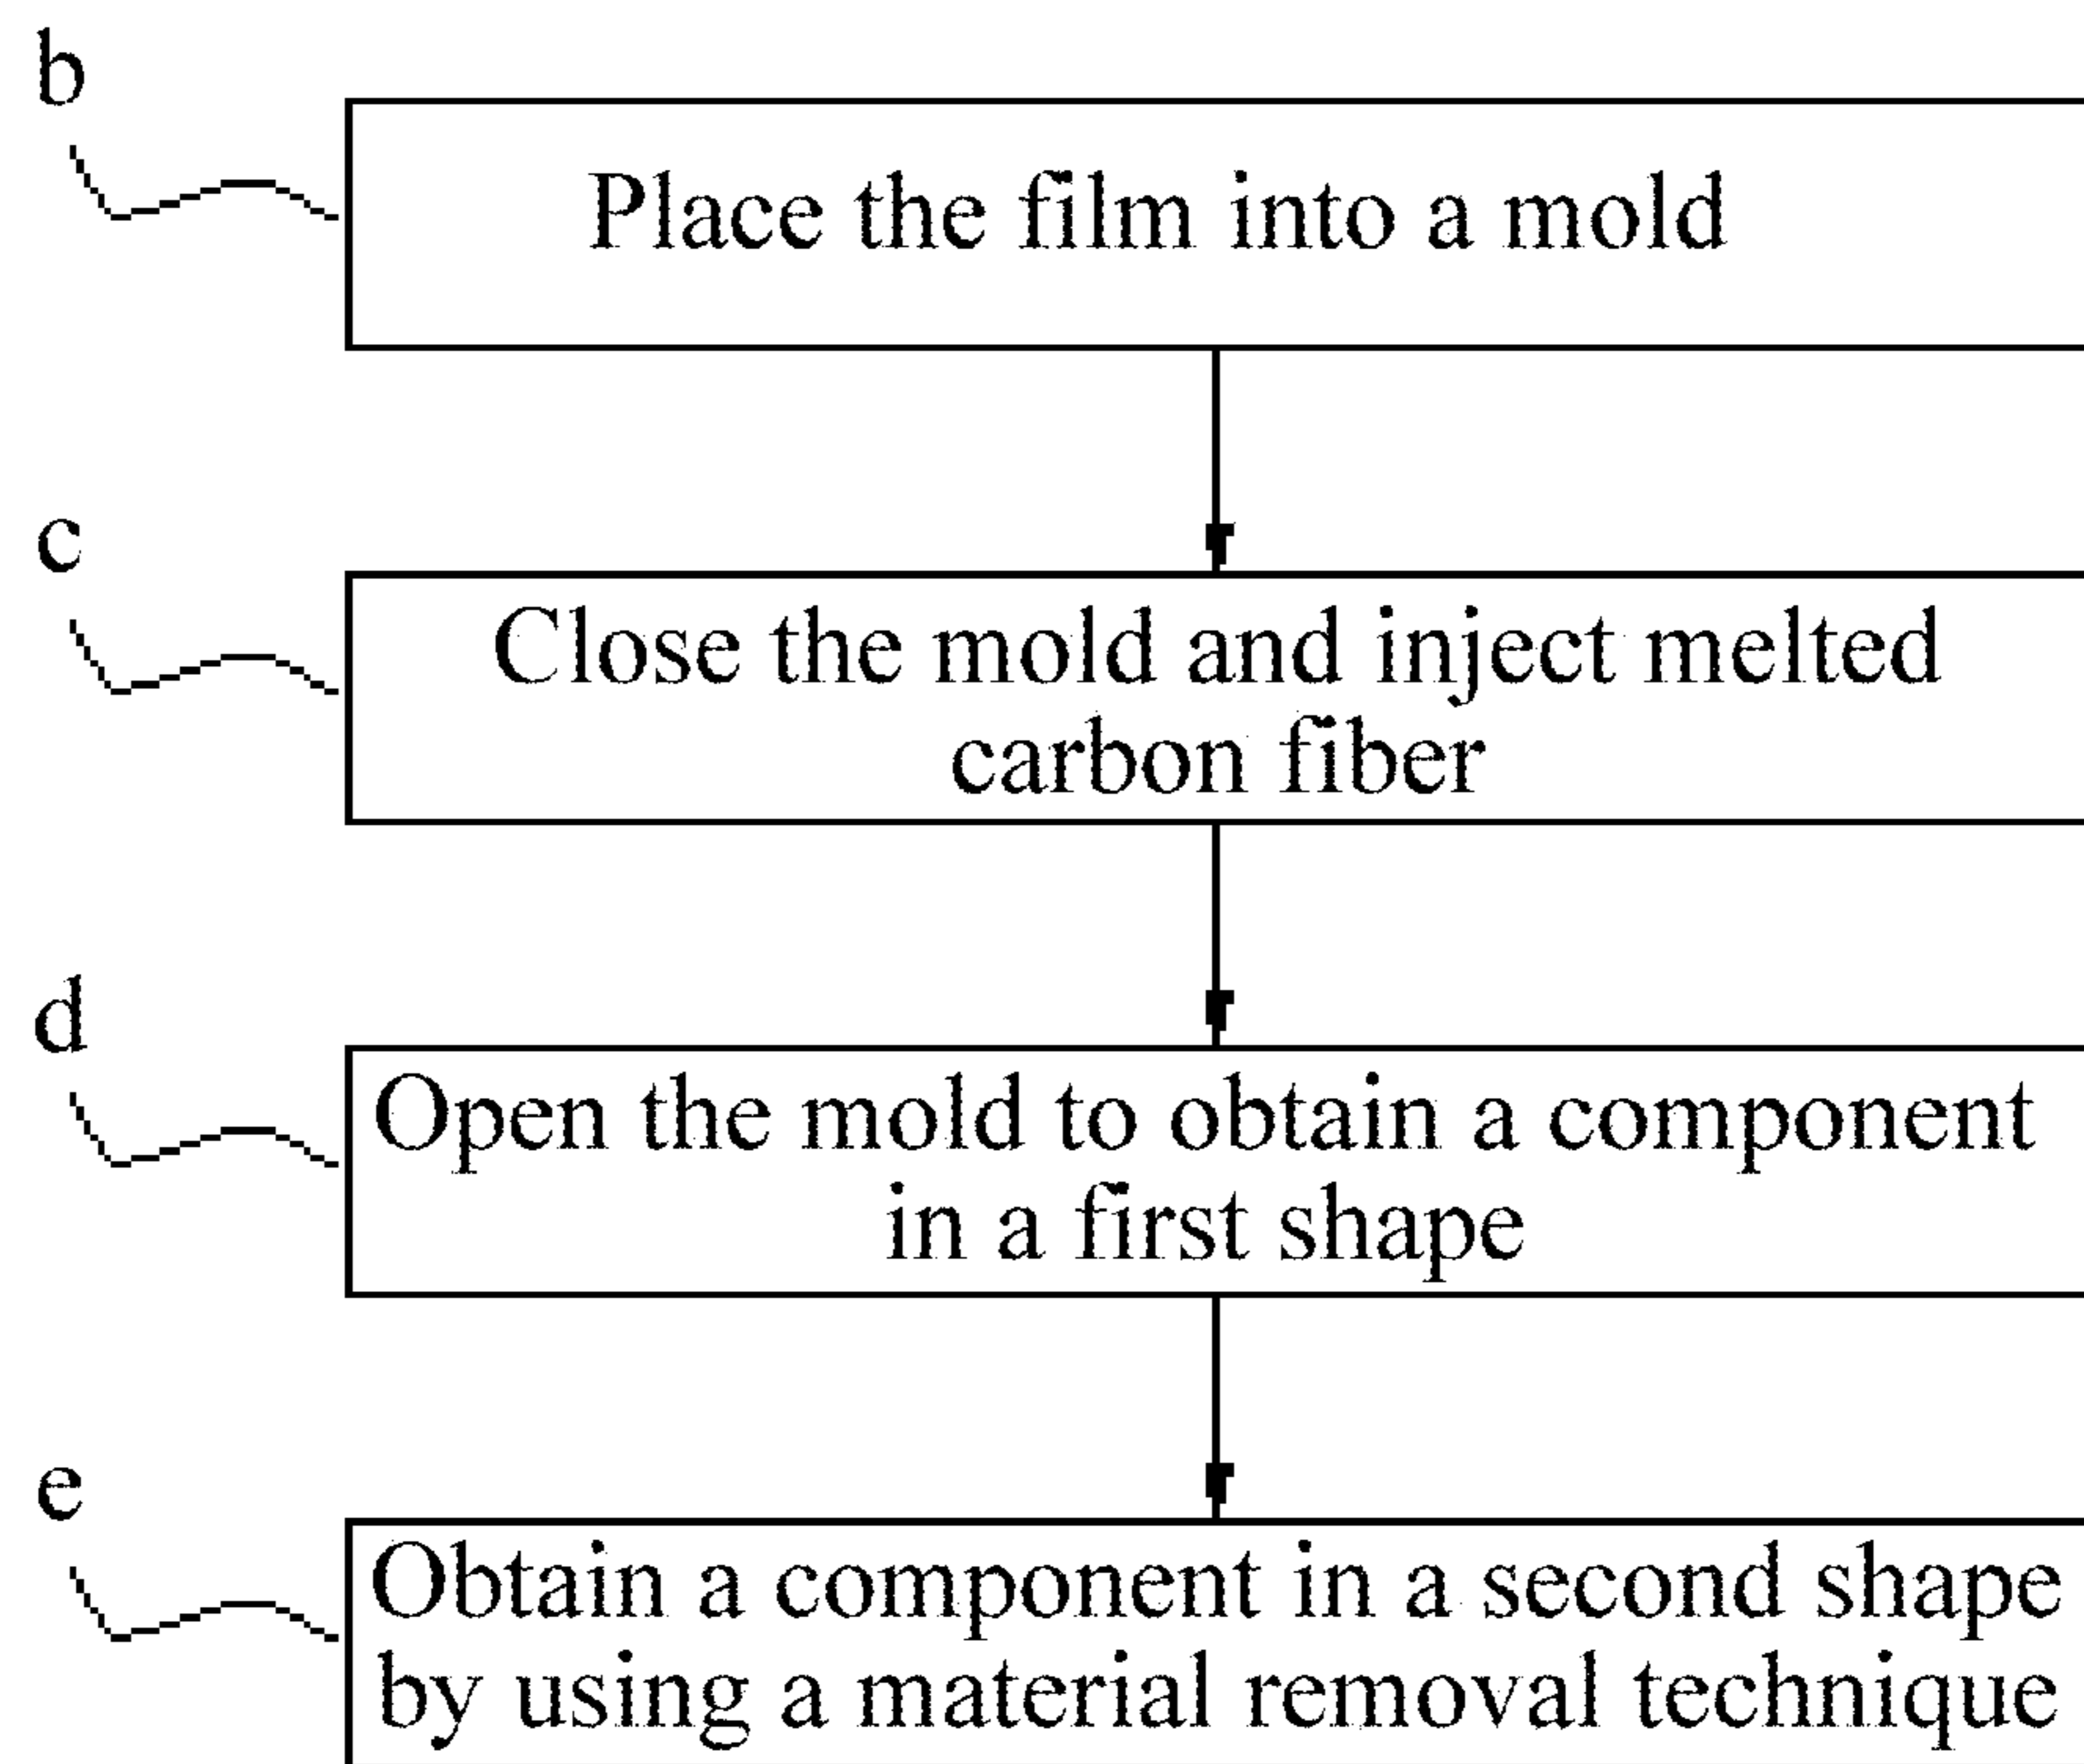 b
Place the film into a mold
c
Close the mold and inject melted
carbon fiber
d
Open the mold to obtain a component
in a first shape
e
Obtain a component in a second shape
by using a material removal technique